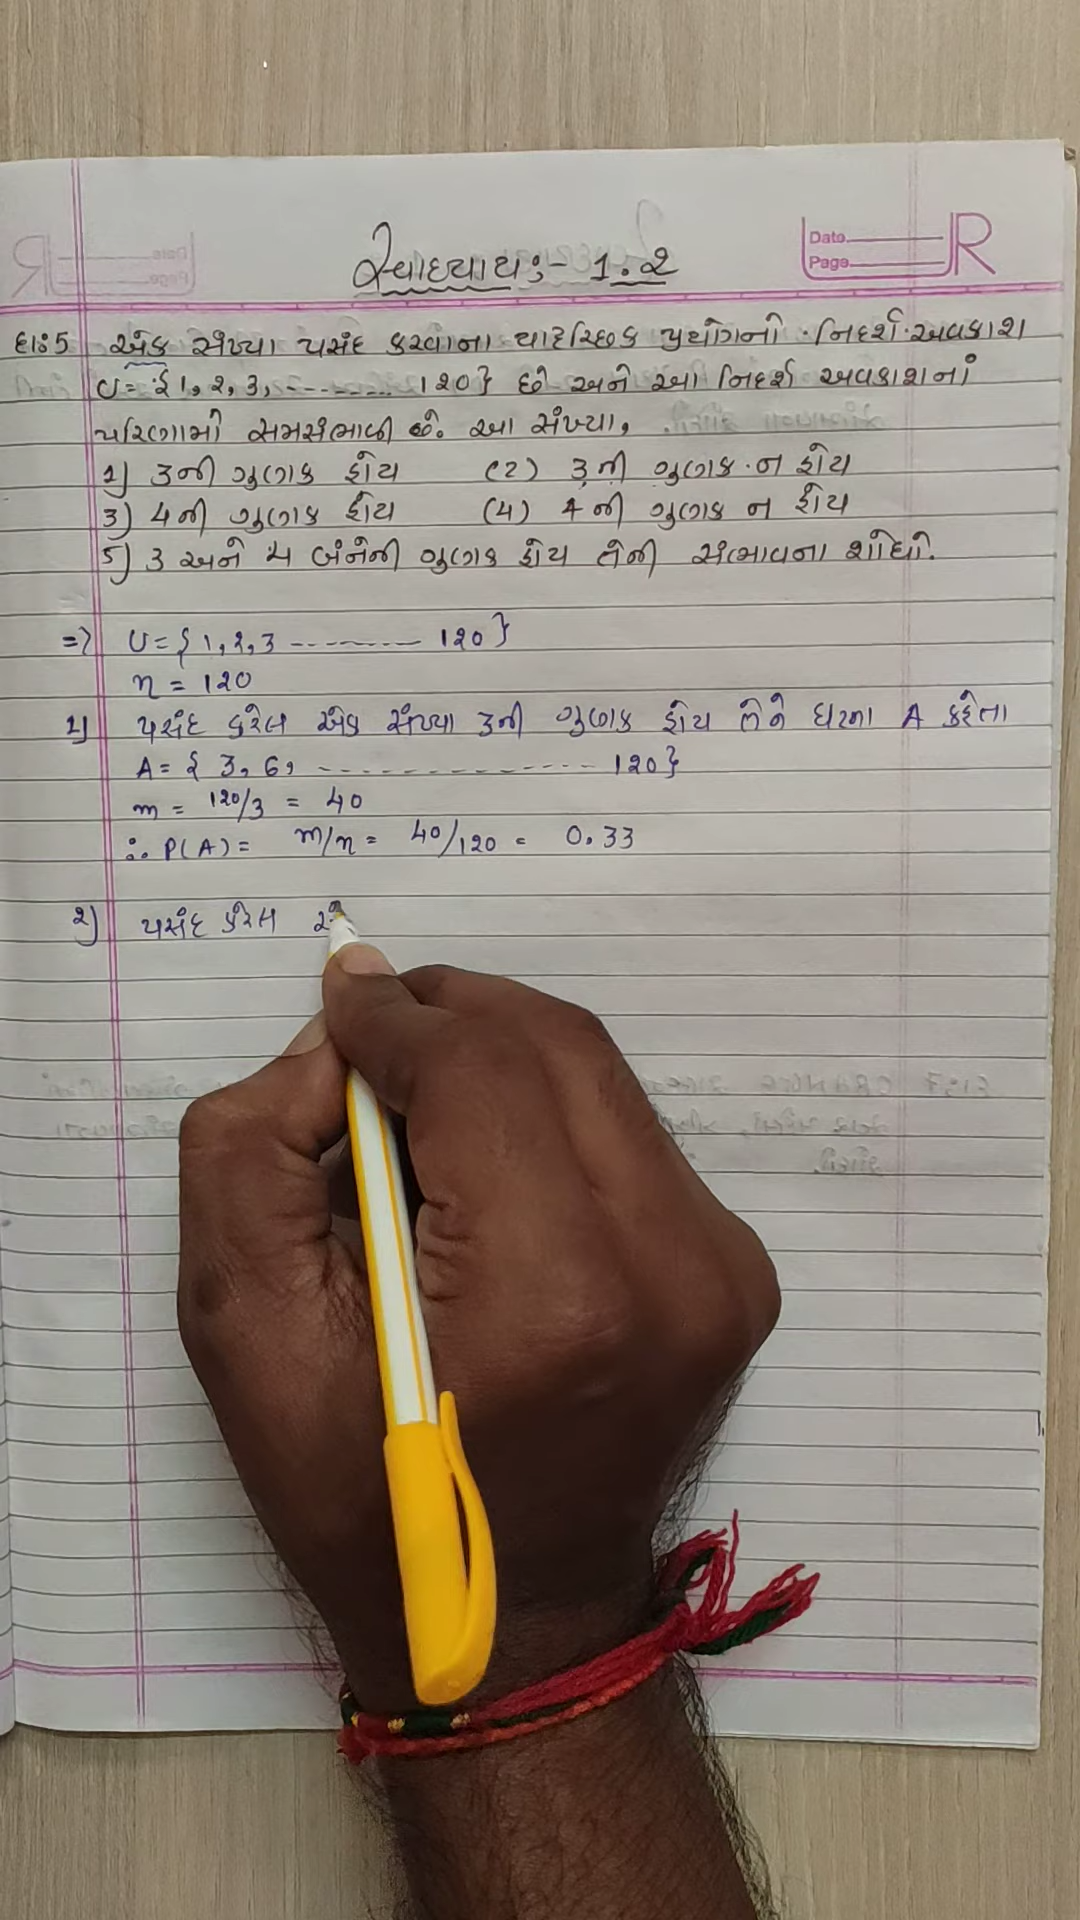 સ્વાધ્યાય:- 1.2
Date
Page
R
દા:5 એક સંખ્યા પસંદ કરવાના યાદચ્છિક પ્રયોગનો નિદર્શ અવકાશ
U = {1, 2, 3, ............ 120} છે અને આ નિદર્શ અવકાશનાં
પરિણામો સમસંભાવી છે. આ સંખ્યા,
1) 3ની ગુણક હોય (2) 3 ની ગુણક ન હોય
3) 4ની ગુણક હોય (4) 4 ની ગુણક ન હોય
5) 3 અને 4 બંનેની ગુણક હોય તેની સંભાવના શોધો.
=> U = {1, 2, 3 --------- 120}
n = 120
1) પસંદ કરેલ એક સંખ્યા 3ની ગુણક હોય તેને ઘટના A કહેતા
A = { 3, 6, --------------- 120}
m = 120/3 = 40
∴ P(A) = m/n = 40/120 = 0.33
2) પસંદ કરેલ